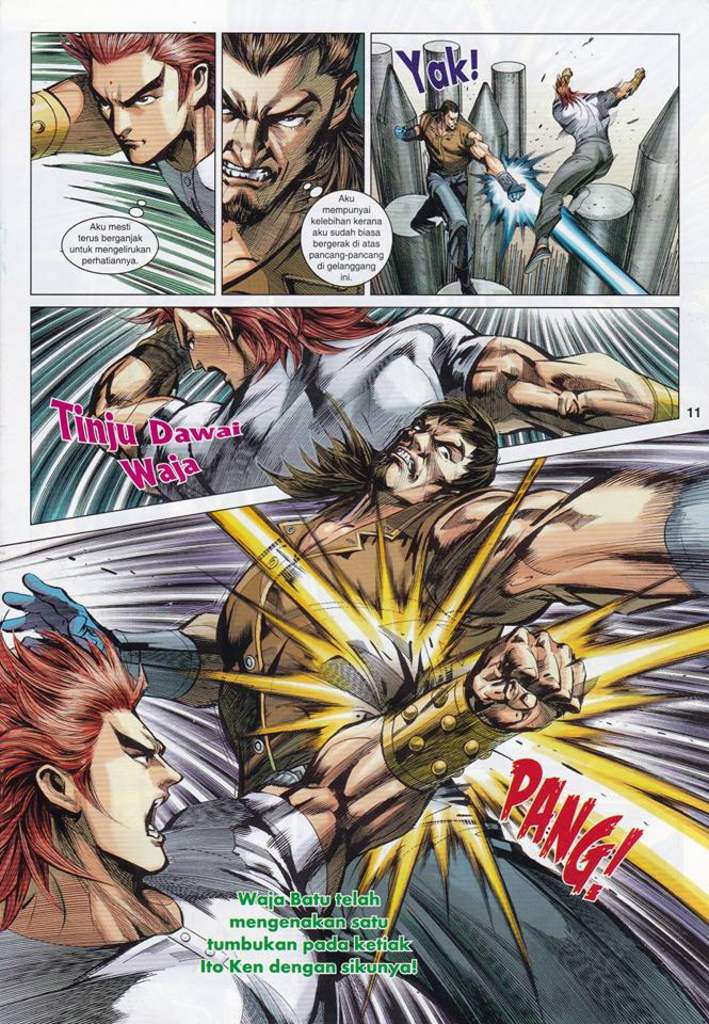 Aku mesti
terus berganjak
untuk mengelirukan
perhatiannya.
Aku
mempunyai
kelebihan kerana
aku sudah biasa
bergerak di atas
pancang-pancang
di gelanggang
ini.
Yak!
11
Tinju Dawai
Waja
PANG!
Waja Batu telah
mengenakan satu
tumbukan pada ketiak
Ito Ken dengan sikunya!